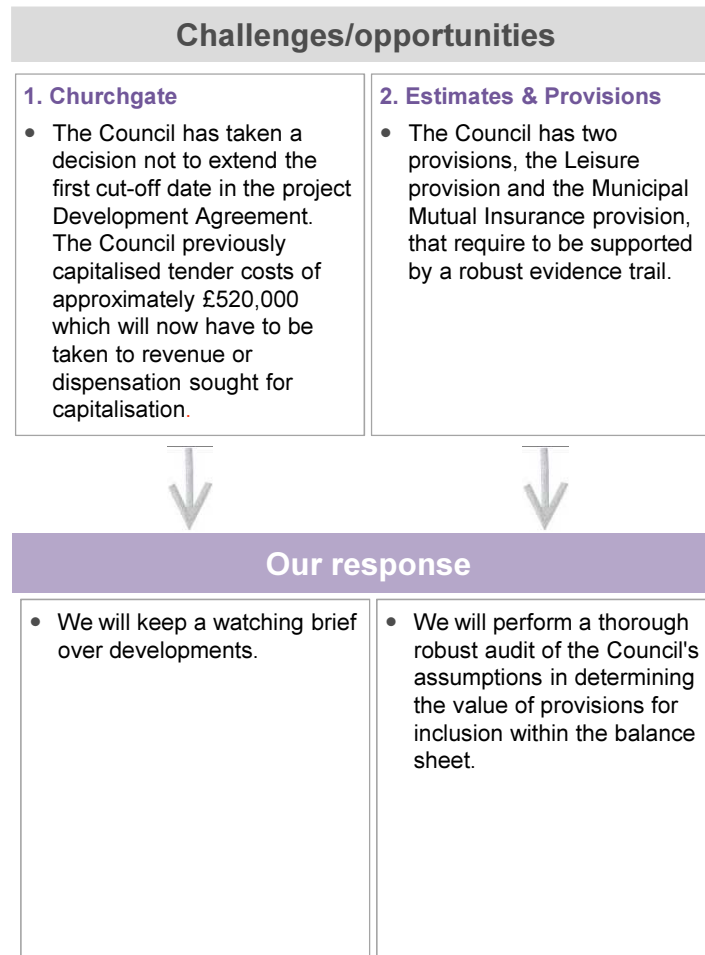 Challenges/opportunities
1. Churchgate
• The Council has taken a
decision not to extend the
first cut-off date in the project
Development Agreement.
The Council previously
capitalised tender costs of
approximately £520,000
which will now have to be
taken to revenue or
dispensation sought for
capitalisation.
2. Estimates & Provisions
• The Council has two
provisions, the Leisure
provision and the Municipal
Mutual Insurance provision,
that require to be supported
by a robust evidence trail.
Our response
• We will keep a watching brief
over developments.
• We will perform a thorough
robust audit of the Council's
assumptions in determining
the value of provisions for
inclusion within the balance
sheet.